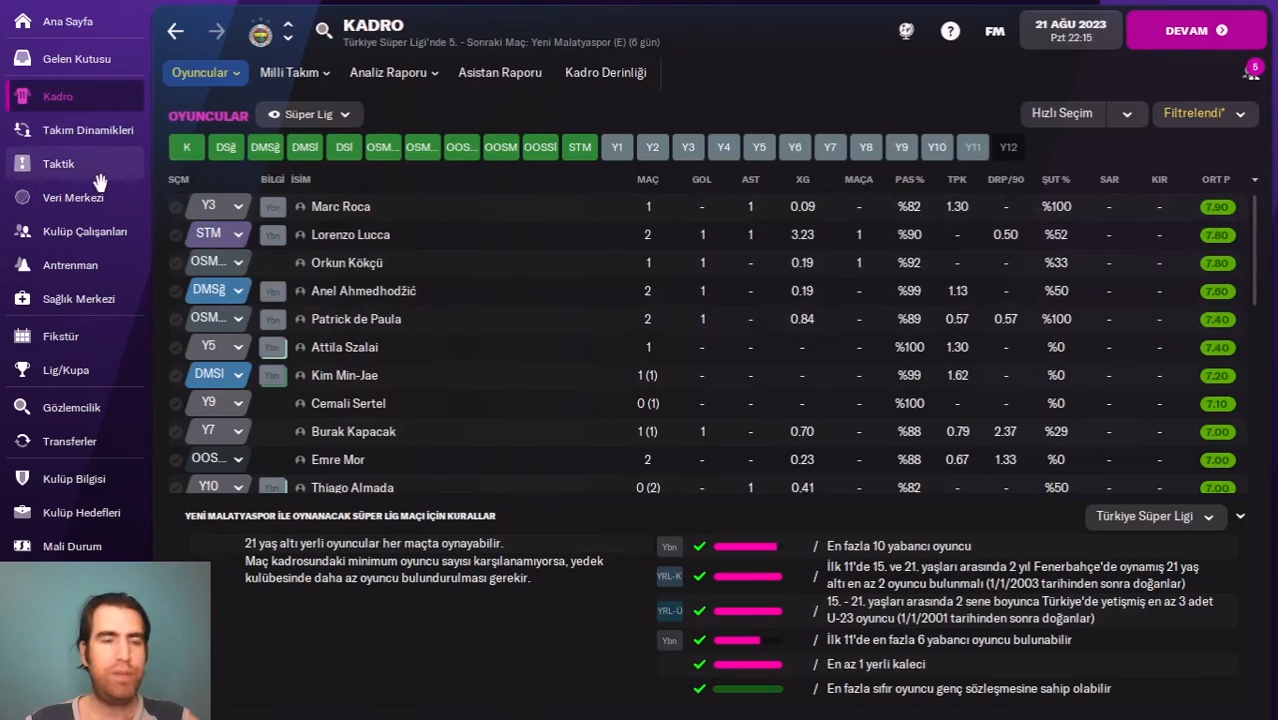 Ana Sayfa
Gelen Kutusu
Kadro
Takım Dinamikleri
Taktik
Veri Merkezi
Kulüp Çalışanları
Antrenman
Sağlık Merkezi
Fikstür
Lig/Kupa
Gözlemcilik
Transferler
Kulüp Bilgisi
Kulüp Hedefleri
Mali Durum
KADRO
Türkiye Süper Ligi'nde 5. - Sonraki Maç: Yeni Malatyaspor (E) (6 gün)
? FM
21 AĞU 2023
Pzt 22:15
DEVAM
Oyuncular Milli Takım Analiz Raporu Asistan Raporu Kadro Derinliği
5
OYUNCULAR Süper Lig Hızlı Seçim Filtrelendi*
K DSğ DMSğ DMSl DSl OSM... OSM... OOS... OOSM OOSSl STM Y1 Y2 Y3 Y4 Y5 Y6 Y7 Y8 Y9 Y10 Y11 Y12
SÇM BİLGİ İSİM MAÇ GOL AST XG MAÇA PAS % TPK DRP/90 ŞUT % SAR KIR ORT P
Y3 Ybn Marc Roca 1 - 1 0.09 - %82 1.30 - %100 - - 7.90
STM Ybn Lorenzo Lucca 2 1 1 3.23 1 %90 - 0.50 %52 - - 7.80
OSM... Orkun Kökçü 1 1 - 0.19 1 %92 - - %33 - - 7.80
DMSğ Ybn Anel Ahmedhodžić 2 1 - 0.19 - %99 1.13 - %50 - - 7.60
OSM... Ybn Patrick de Paula 2 1 - 0.84 - %89 0.57 0.57 %100 - - 7.40
Y5 Ybn Attila Szalai 1 - - - - %100 1.30 - %0 - - 7.40
DMSl Ybn Kim Min-Jae 1 (1) - - - - %99 1.62 - %0 - - 7.20
Y9 Cemali Sertel 0 (1) - - - - %100 - - %0 - - 7.10
Y7 Burak Kapacak 1 (1) 1 - 0.70 - %88 0.79 2.37 %29 - - 7.00
OOS... Emre Mor 2 - - 0.23 - %88 0.67 1.33 %0 - - 7.00
Y10 Ybn Thiago Almada 0 (2) - 1 0.41 - %82 - - %50 - - 7.00
YENİ MALATYASPOR İLE OYNANACAK SÜPER LİG MAÇI İÇİN KURALLAR
Türkiye Süper Ligi
21 yaş altı yerli oyuncular her maçta oynayabilir.
Maç kadrosundaki minimum oyuncu sayısı karşılanamıyorsa, yedek
kulübesinde daha az oyuncu bulundurulması gerekir.
Ybn / En fazla 10 yabancı oyuncu
YRL-K / İlk 11'de 15. ve 21. yaşları arasında 2 yıl Fenerbahçe'de oynamış 21 yaş
altı en az 2 oyuncu bulunmalı (1/1/2003 tarihinden sonra doğanlar)
YRL-Ü / 15. - 21. yaşları arasında 2 sene boyunca Türkiye'de yetişmiş en az 3 adet
U-23 oyuncu (1/1/2001 tarihinden sonra doğanlar)
Ybn / İlk 11'de en fazla 6 yabancı oyuncu bulunabilir
/ En az 1 yerli kaleci
/ En fazla sıfır oyuncu genç sözleşmesine sahip olabilir